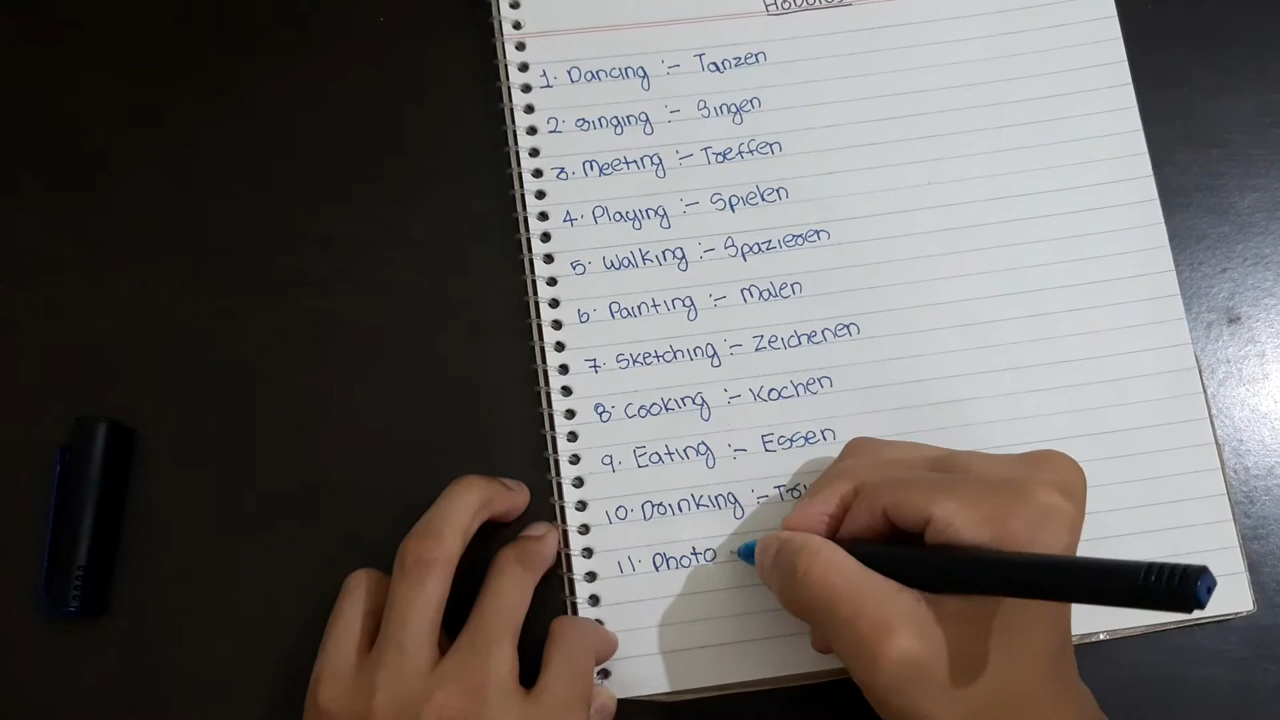 Hobbies
1. Dancing :- Tanzen
2. Singing :- Singen
3. Meeting :- Treffen
4. Playing :- Spielen
5. Walking :- Spazieren
6. Painting :- Malen
7. Sketching :- Zeichenen
8. Cooking :- Kochen
9. Eating :- Essen
10. Drinking :-
11. Photo